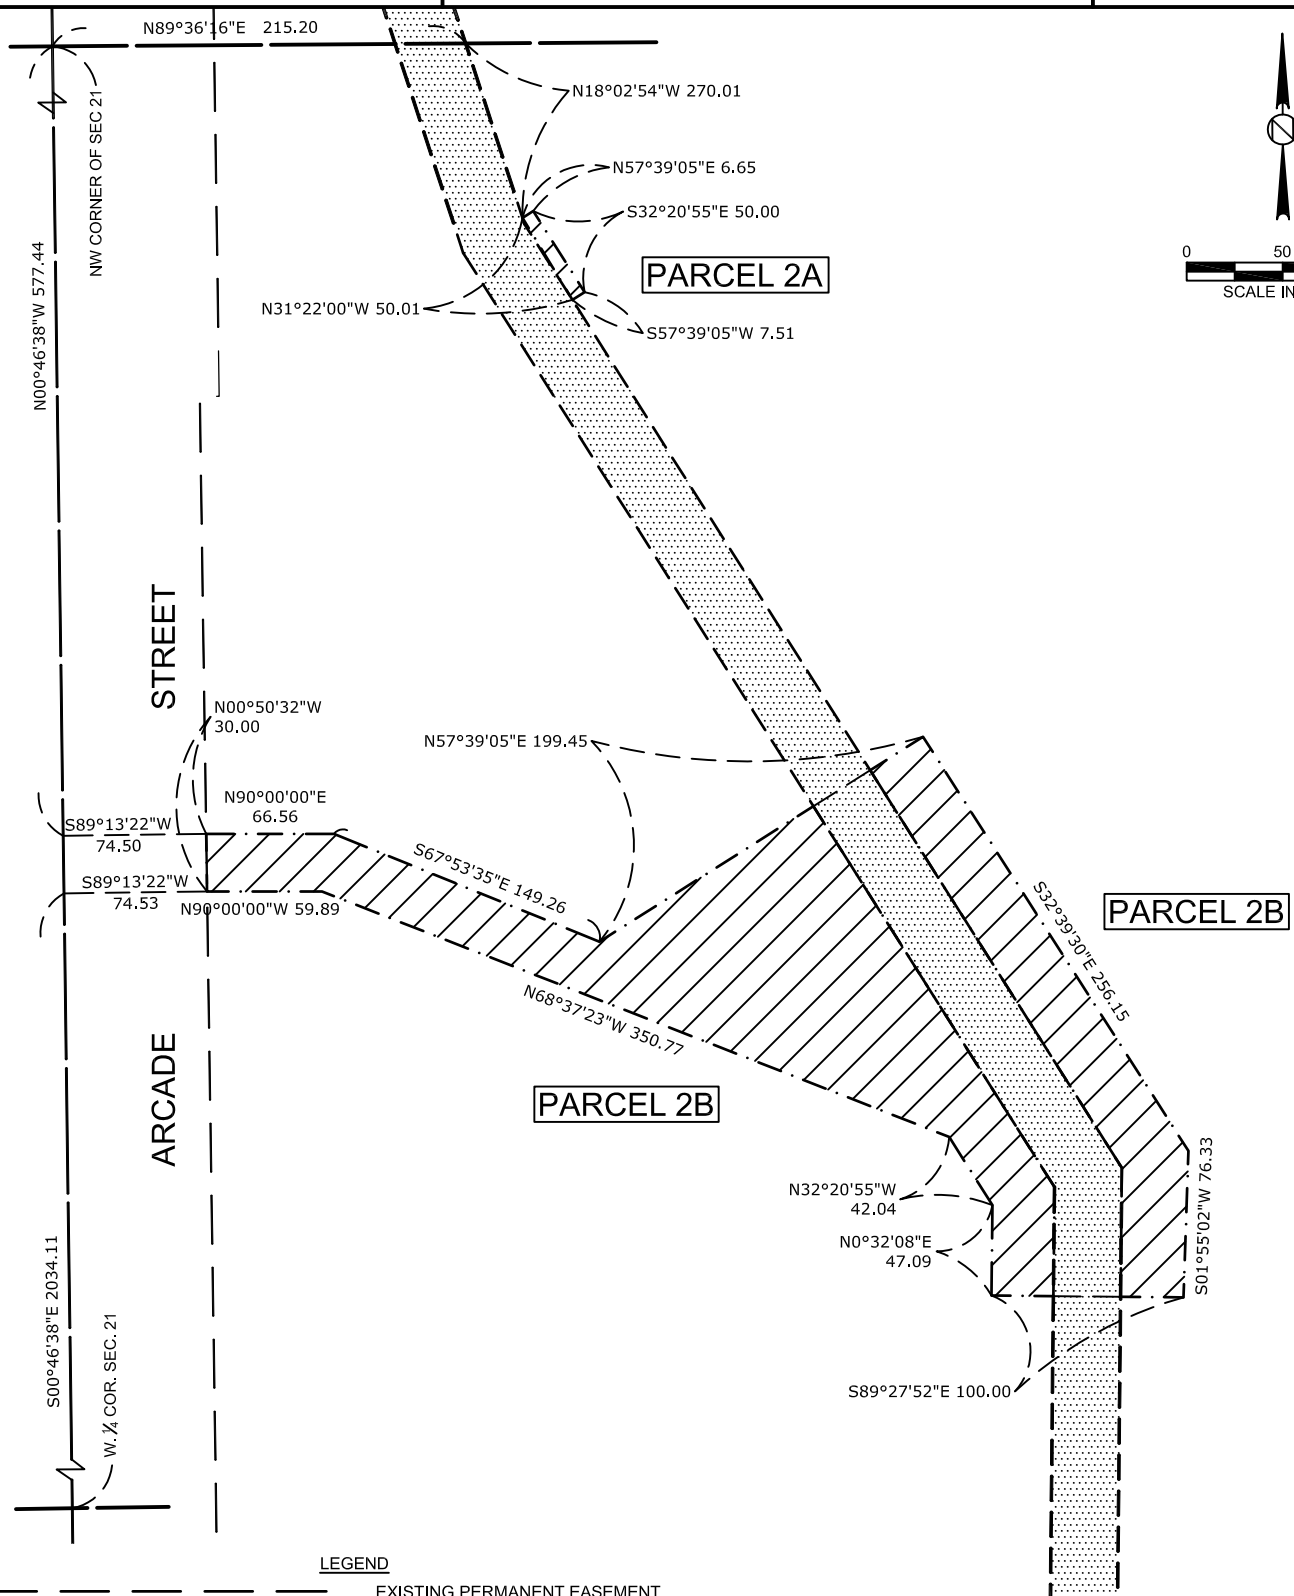 N89°36'16"E 215.20
N18°02'54"W 270.01
NW CORNER OF SEC 21
N57°39'05"E 6.65
S32°20'55"E 50.00
0 50
SCALE IN
PARCEL 2A
N31°22'00"W 50.01
S57°39'05"W 7.51
N00°46'38"W 577.44
STREET
N00°50'32"W
30.00
N57°39'05"E 199.45
N90°00'00"E
66.56
S89°13'22"W
74.50
S67°53'35"E 149.26
S89°13'22"W
74.53
N90°00'00"W 59.89
S32°39'30"E 256.15
PARCEL 2B
N68°37'23"W 350.77
ARCADE
PARCEL 2B
N32°20'55"W
42.04
S01°55'02"W 76.33
N0°32'08"E
47.09
S00°46'38"E 2034.11
W. ¼ COR. SEC. 21
S89°27'52"E 100.00
LEGEND
EXISTING PERMANENT EASEMENT